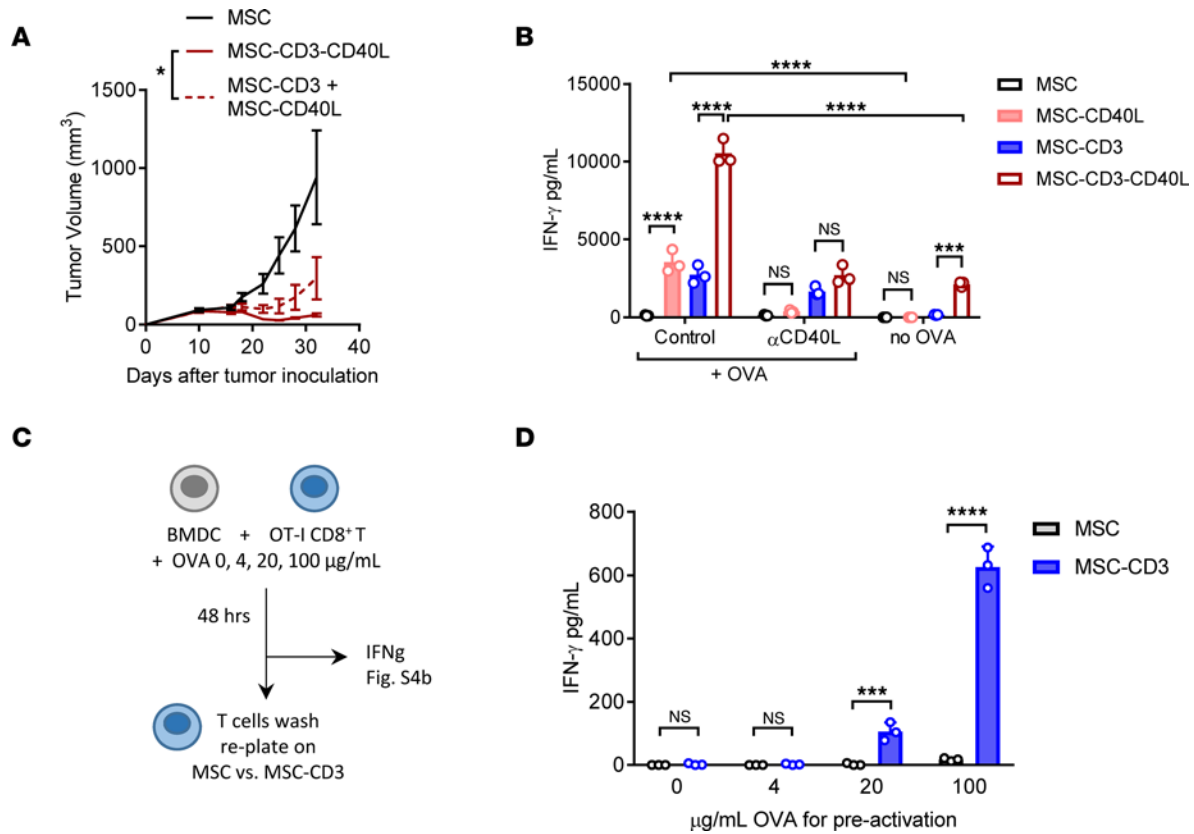 A
MSC
MSC-CD3-CD40L
MSC-CD3 +
MSC-CD40L
*
Tumor Volume (mm³)
1500
1000
500
0
0 10 20 30 40
Days after tumor inoculation
B
****
**** ****
****
NS
NS
NS
***
IFN-γ pg/mL
15000
10000
5000
0
Control αCD40L no OVA
+ OVA
MSC
MSC-CD40L
MSC-CD3
MSC-CD3-CD40L
C
BMDC + OT-I CD8⁺ T
+ OVA 0, 4, 20, 100 μg/mL
48 hrs
IFNg
Fig. S4b
T cells wash
re-plate on
MSC vs. MSC-CD3
D
IFN-γ pg/mL
800
600
400
200
0
NS NS *** ****
0 4 20 100
μg/mL OVA for pre-activation
MSC
MSC-CD3